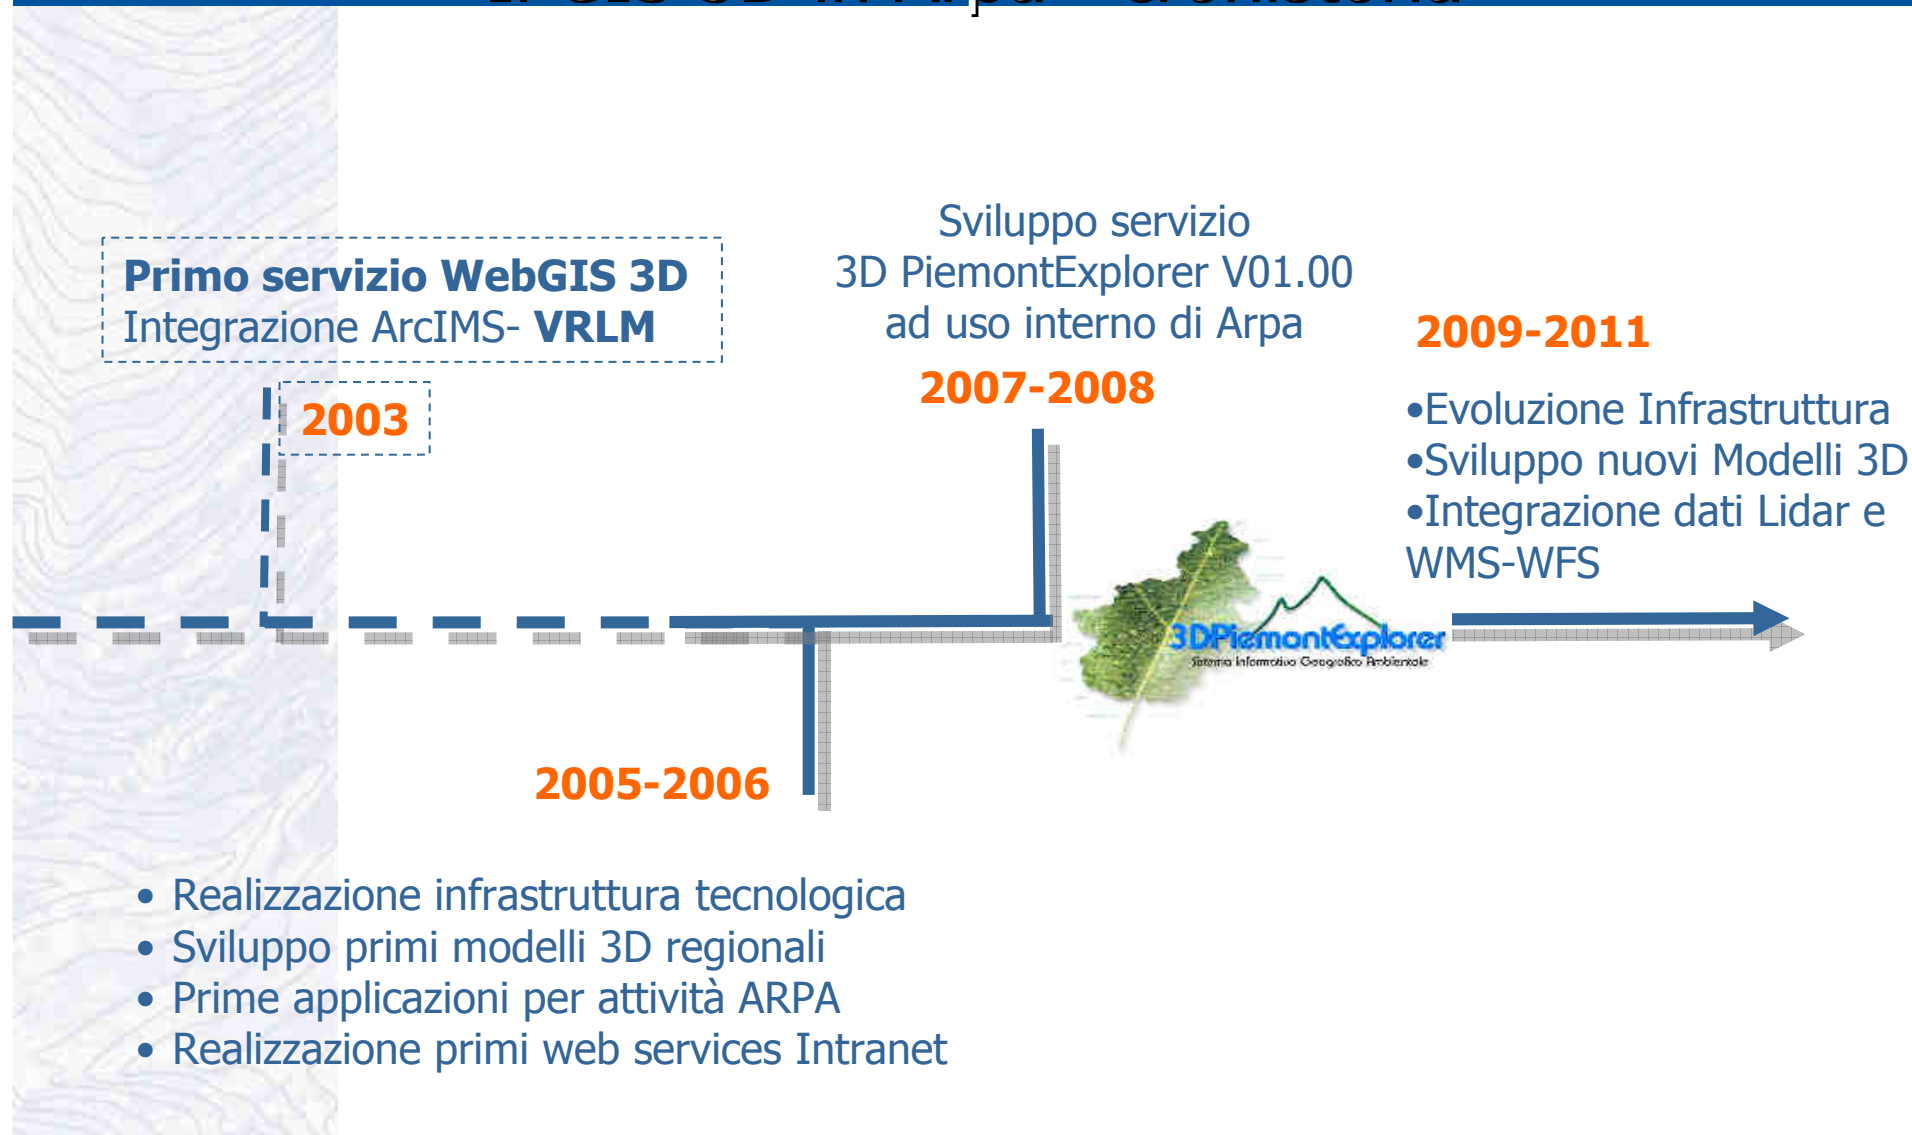 Primo servizio WebGIS 3D
Integrazione ArcIMS- VRLM
2003
Sviluppo servizio
3D PiemontExplorer V01.00
ad uso interno di Arpa
2007-2008
2009-2011
•Evoluzione Infrastruttura
•Sviluppo nuovi Modelli 3D
•Integrazione dati Lidar e
WMS-WFS
3DPiemontExplorer
Sistema Informativo Geografico Ambientale
2005-2006
• Realizzazione infrastruttura tecnologica
• Sviluppo primi modelli 3D regionali
• Prime applicazioni per attività ARPA
• Realizzazione primi web services Intranet